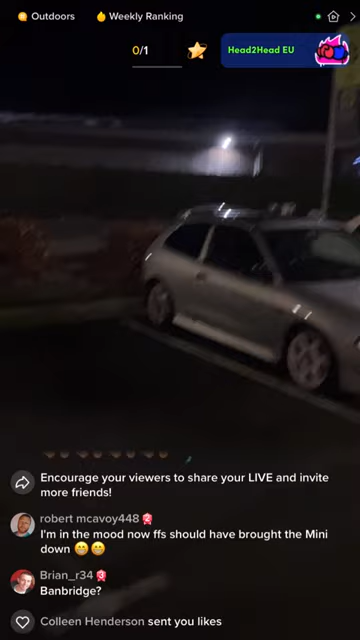 Outdoors
Weekly Ranking
0/1
Head2Head EU
Encourage your viewers to share your LIVE and invite
more friends!
robert mcavoy448
I'm in the mood now ffs should have brought the Mini
down 😁😁
Brian_r34
Banbridge?
Colleen Henderson sent you likes